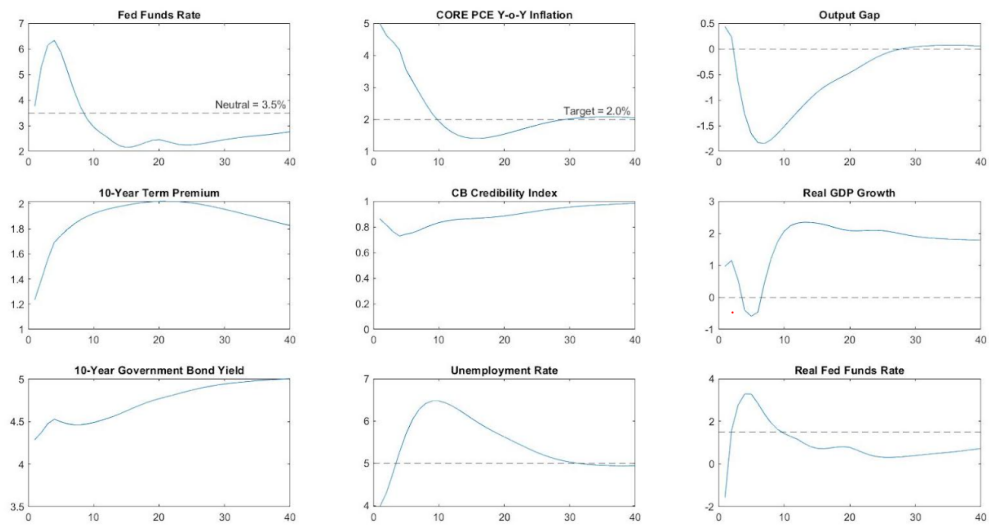 Fed Funds Rate
7
6
5
4
3
2
Neutral = 3.5%
0 10 20 30 40
CORE PCE Y-o-Y Inflation
5
4
3
2
1
Target = 2.0%
0 10 20 30 40
Output Gap
0.5
0
-0.5
-1
-1.5
-2
0 10 20 30 40
10-Year Term Premium
2
1.8
1.6
1.4
1.2
1
0 10 20 30 40
CB Credibility Index
1
0.8
0.6
0.4
0.2
0
0 10 20 30 40
Real GDP Growth
3
2
1
0
-1
0 10 20 30 40
10-Year Government Bond Yield
5
4.5
4
3.5
0 10 20 30 40
Unemployment Rate
7
6
5
4
0 10 20 30 40
Real Fed Funds Rate
4
2
0
-2
0 10 20 30 40